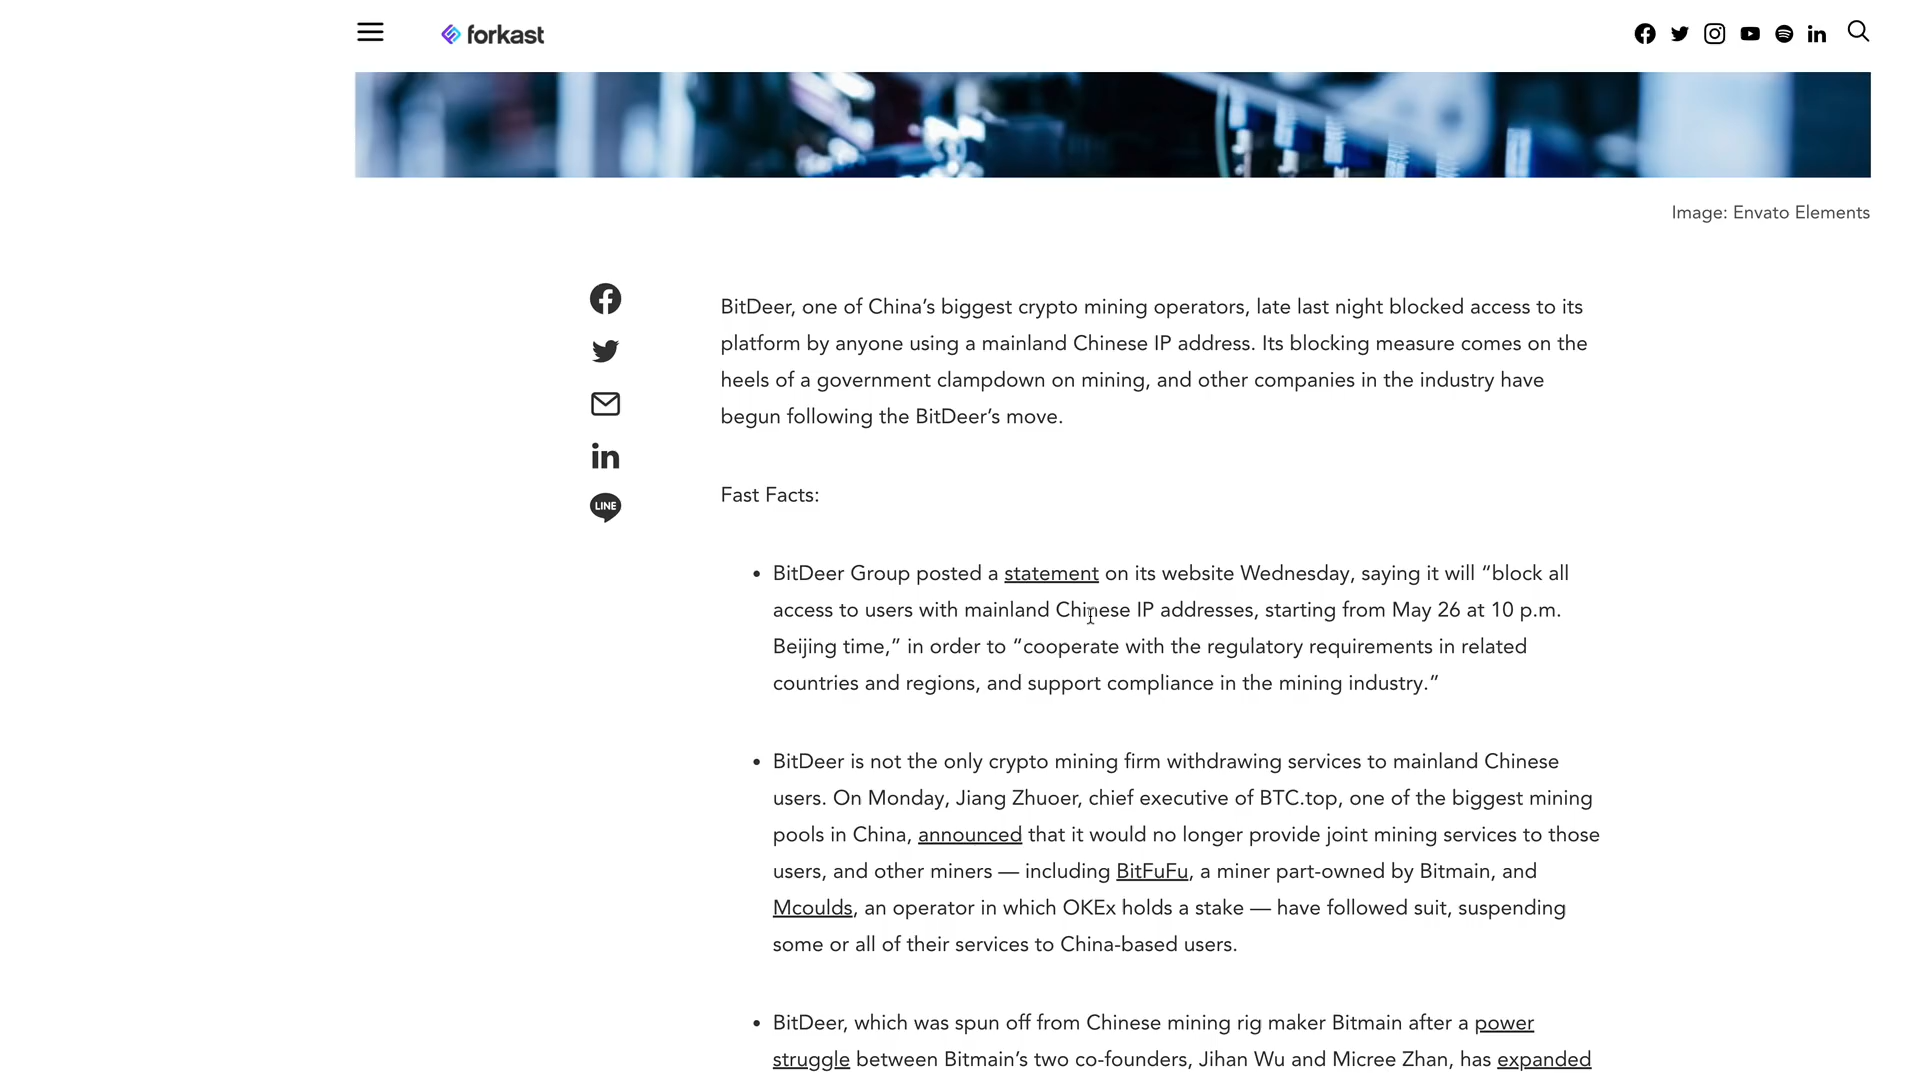 forkast
Image: Envato Elements
BitDeer, one of China’s biggest crypto mining operators, late last night blocked access to its
platform by anyone using a mainland Chinese IP address. Its blocking measure comes on the
heels of a government clampdown on mining, and other companies in the industry have
begun following the BitDeer’s move.
LINE
Fast Facts:
• BitDeer Group posted a statement on its website Wednesday, saying it will “block all
access to users with mainland Chinese IP addresses, starting from May 26 at 10 p.m.
Beijing time,” in order to “cooperate with the regulatory requirements in related
countries and regions, and support compliance in the mining industry.”
• BitDeer is not the only crypto mining firm withdrawing services to mainland Chinese
users. On Monday, Jiang Zhuoer, chief executive of BTC.top, one of the biggest mining
pools in China, announced that it would no longer provide joint mining services to those
users, and other miners — including BitFuFu, a miner part-owned by Bitmain, and
Mcoulds, an operator in which OKEx holds a stake — have followed suit, suspending
some or all of their services to China-based users.
• BitDeer, which was spun off from Chinese mining rig maker Bitmain after a power
struggle between Bitmain’s two co-founders, Jihan Wu and Micree Zhan, has expanded